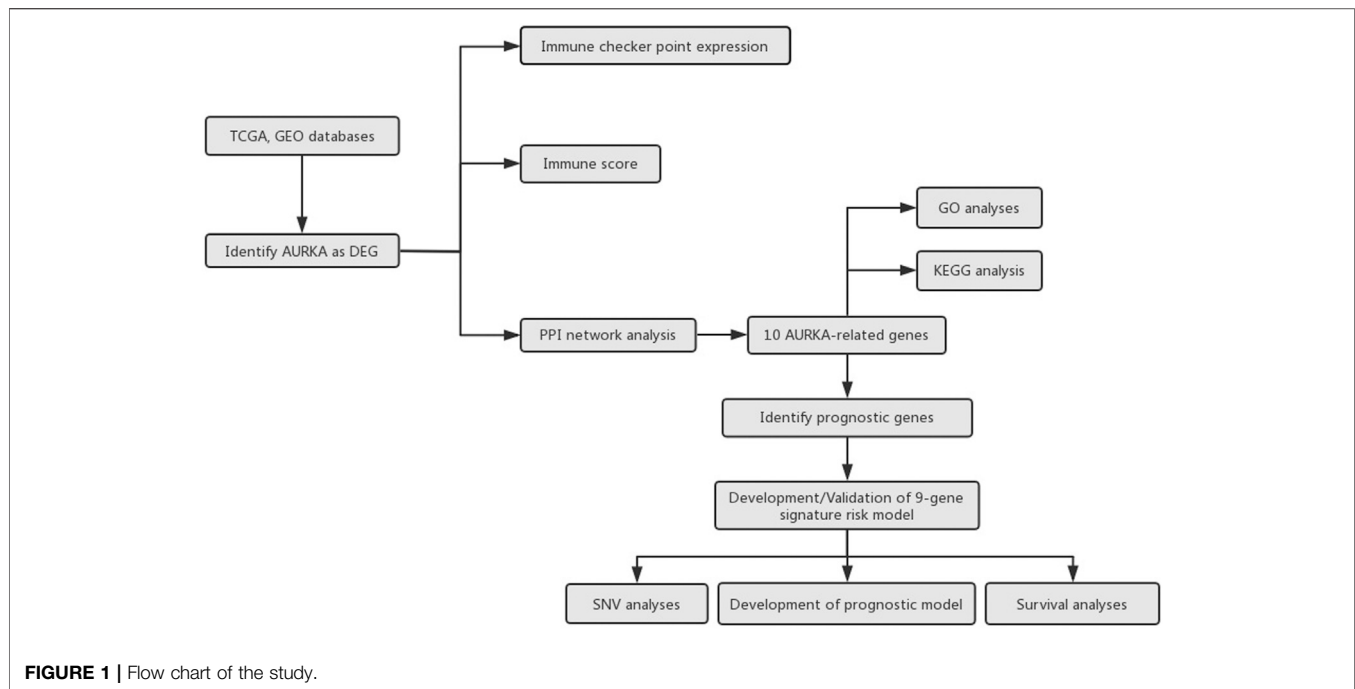 Immune checker point expression
TCGA, GEO databases
Immune score
GO analyses
Identify AURKA as DEG
KEGG analysis
PPI network analysis
10 AURKA-related genes
Identify prognostic genes
Development/Validation of 9-gene
signature risk model
SNV analyses
Development of prognostic model
Survival analyses
FIGURE 1 | Flow chart of the study.